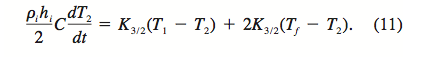 ρᵢhᵢ/2 C dT₂/dt = K₃/₂(T₁ − T₂) + 2K₃/₂(T_f − T₂). (11)